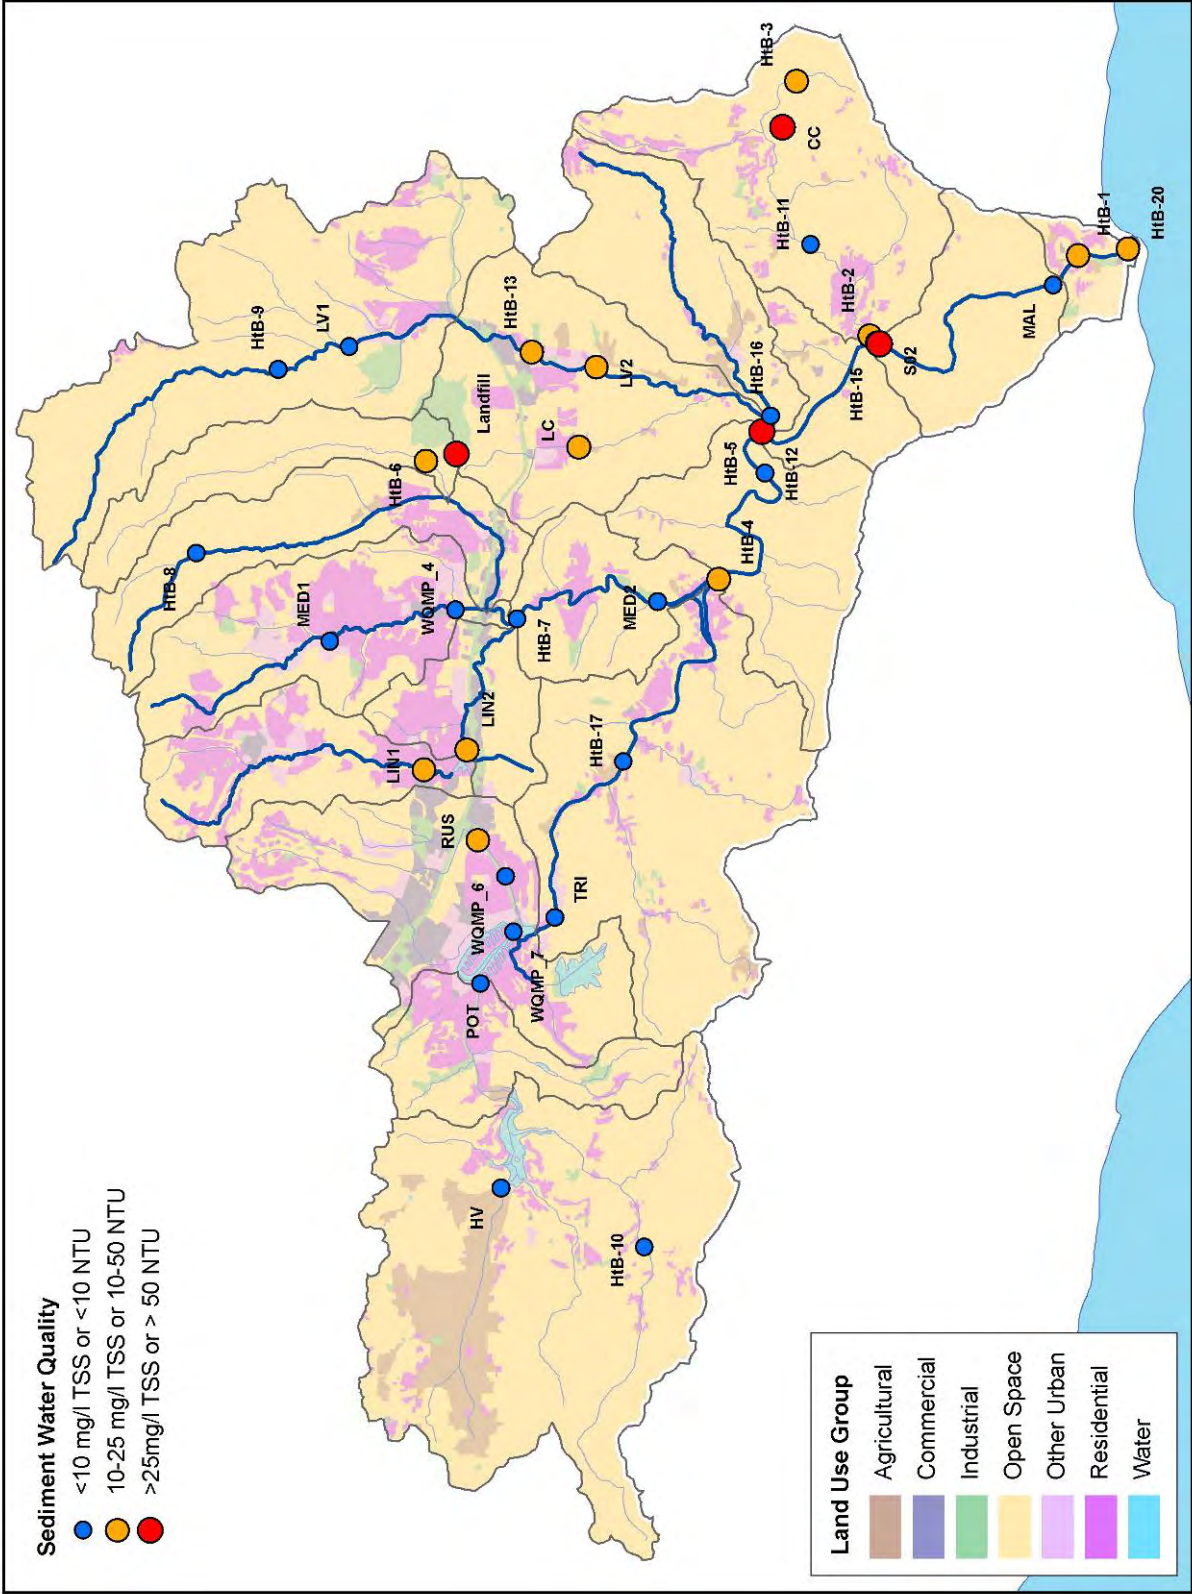 Sediment Water Quality
<10 mg/l TSS or <10 NTU
10-25 mg/l TSS or 10-50 NTU
>25mg/l TSS or > 50 NTU
HtB-9
LV1
HtB-8
MED1
HtB-6
Landfill
HtB-13
WQMP_4
LIN1
LIN2
LC
LV2
HtB-7
RUS
WQMP_6
POT
WQMP_7
TRI
HtB-17
MED2
HtB-4
HtB-5
HtB-12
HtB-16
HtB-3
CC
HtB-11
HtB-2
HtB-15
S02
HV
HtB-10
MAL
HtB-1
HtB-20
Land Use Group
Agricultural
Commercial
Industrial
Open Space
Other Urban
Residential
Water